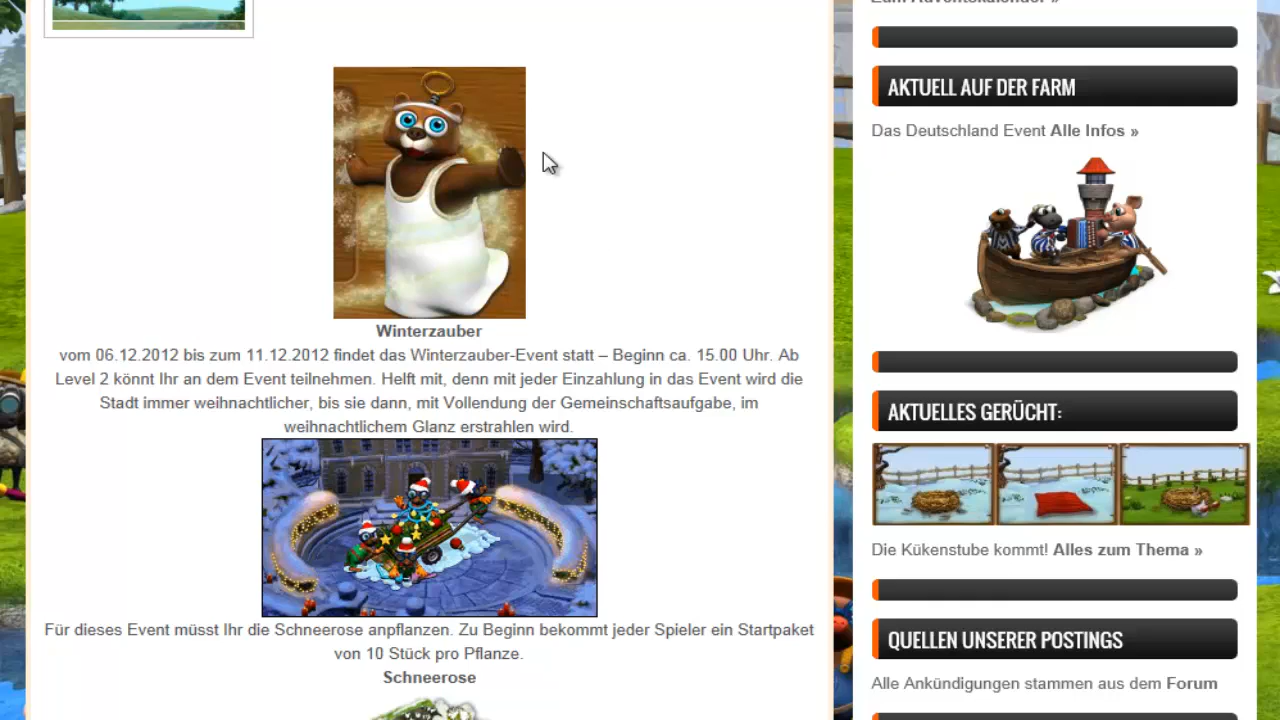 Winterzauber
vom 06.12.2012 bis zum 11.12.2012 findet das Winterzauber-Event statt – Beginn ca. 15.00 Uhr. Ab
Level 2 könnt Ihr an dem Event teilnehmen. Helft mit, denn mit jeder Einzahlung in das Event wird die
Stadt immer weihnachtlicher, bis sie dann, mit Vollendung der Gemeinschaftsaufgabe, im
weihnachtlichem Glanz erstrahlen wird.
Für dieses Event müsst Ihr die Schneerose anpflanzen. Zu Beginn bekommt jeder Spieler ein Startpaket
von 10 Stück pro Pflanze.
Schneerose
Zum Adventskalender »
AKTUELL AUF DER FARM
Das Deutschland Event Alle Infos »
AKTUELLES GERÜCHT:
Die Kükenstube kommt! Alles zum Thema »
QUELLEN UNSERER POSTINGS
Alle Ankündigungen stammen aus dem Forum